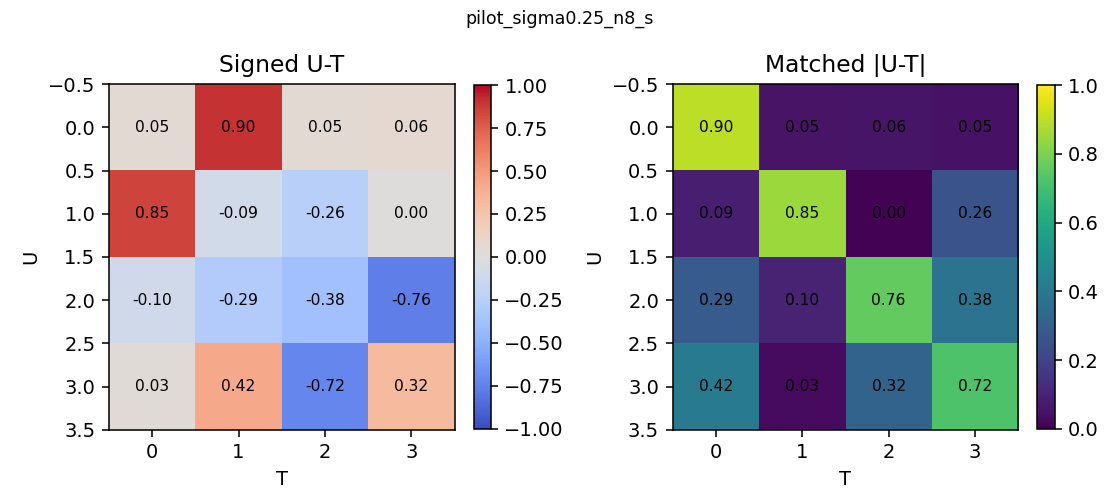 pilot_sigma0.25_n8_s
Signed U-T
−0.5
0.0
0.5
1.0
1.5
2.0
2.5
3.0
3.5
U
0.05 0.90 0.05 0.06
0.85 -0.09 -0.26 0.00
-0.10 -0.29 -0.38 -0.76
0.03 0.42 -0.72 0.32
0 1 2 3
T
1.00
0.75
0.50
0.25
0.00
−0.25
−0.50
−0.75
−1.00
Matched |U-T|
−0.5
0.0
0.5
1.0
1.5
2.0
2.5
3.0
3.5
U
0.90 0.05 0.06 0.05
0.09 0.85 0.00 0.26
0.29 0.10 0.76 0.38
0.42 0.03 0.32 0.72
0 1 2 3
T
1.0
0.8
0.6
0.4
0.2
0.0